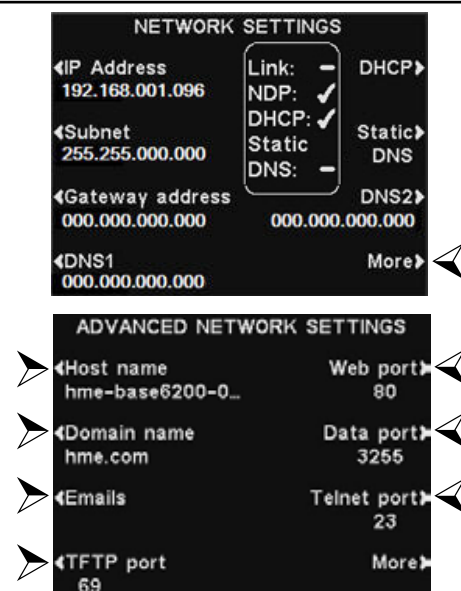 NETWORK SETTINGS
IP Address
192.168.001.096
Subnet
255.255.000.000
Gateway address
000.000.000.000
DNS1
000.000.000.000
Link: –
NDP: ✓
DHCP: ✓
Static
DNS: –
DHCP
Static
DNS
DNS2
000.000.000.000
More
ADVANCED NETWORK SETTINGS
Host name
hme-base6200-0…
Domain name
hme.com
Emails
TFTP port
69
Web port
80
Data port
3255
Telnet port
23
More